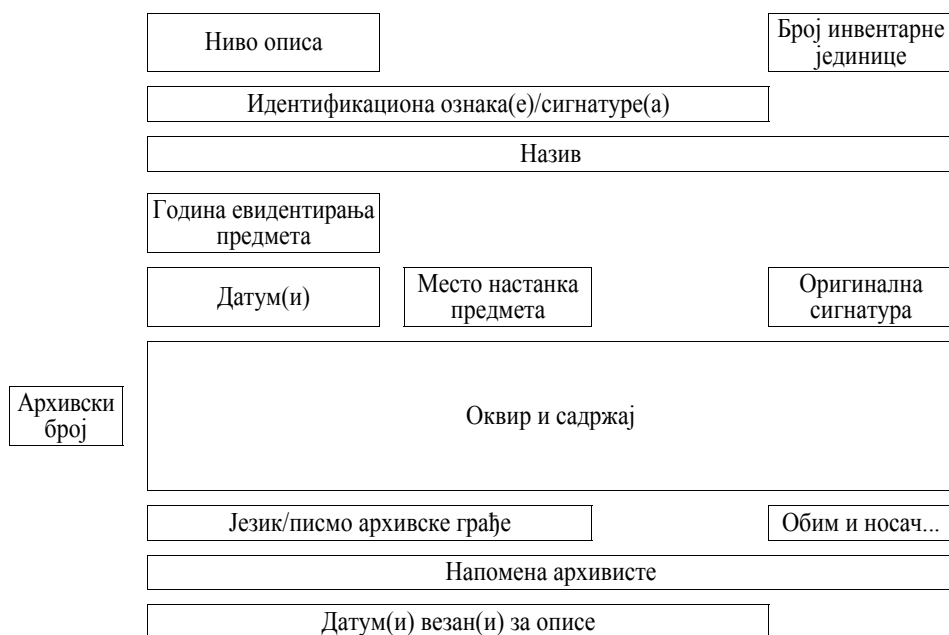 Ниво описа
Број инвентарне
јединице
Идентификациона ознака(е)/сигнатуре(а)
Назив
Година евидентирања
предмета
Датум(и)
Место настанка
предмета
Оригинална
сигнатура
Архивски
број
Оквир и садржај
Језик/писмо архивске грађе
Обим и носач...
Напомена архивисте
Датум(и) везан(и) за описе